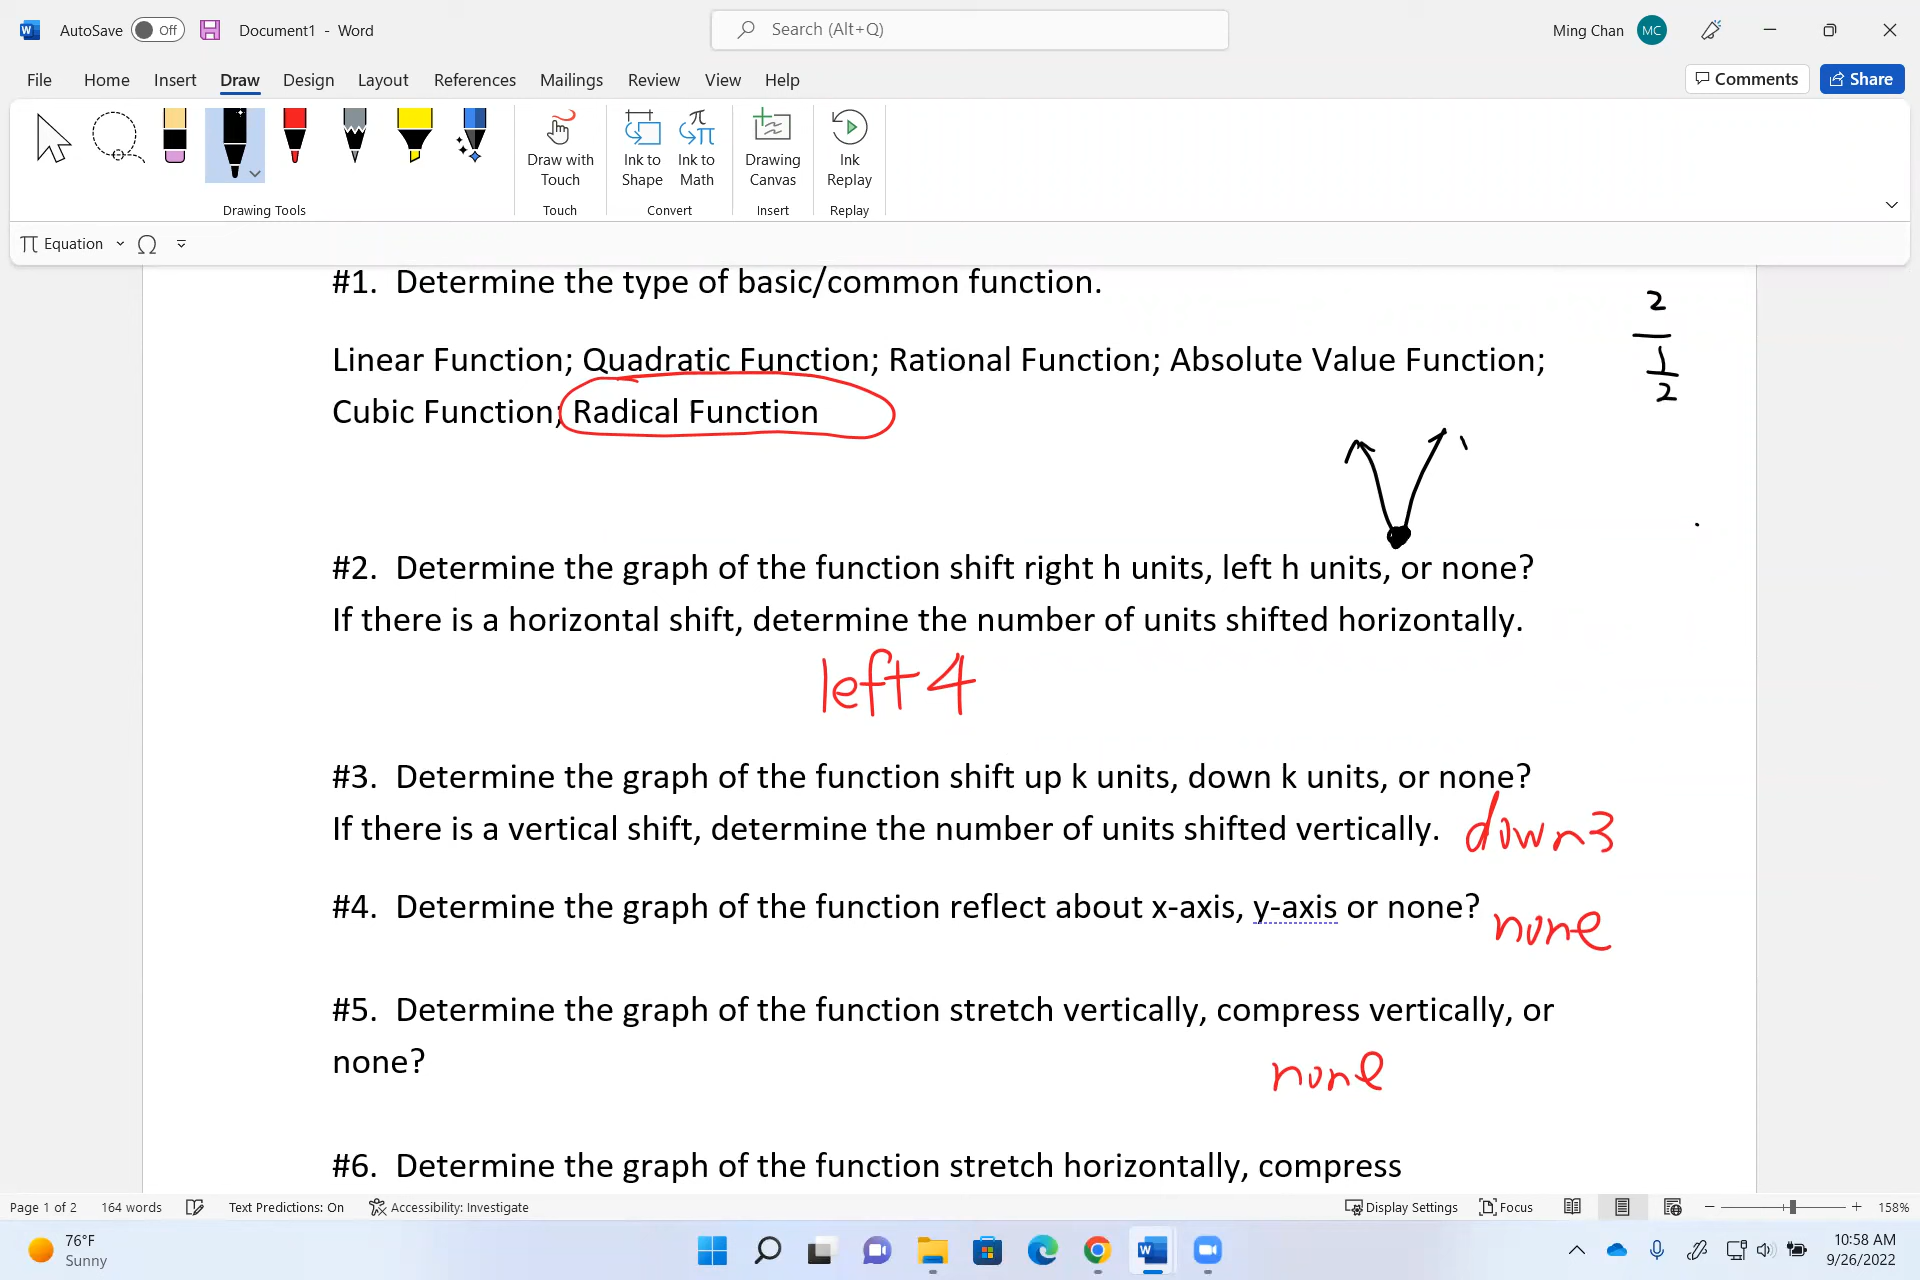 AutoSave Off Document1 - Word Search (Alt+Q) Ming Chan MC
File Home Insert Draw Design Layout References Mailings Review View Help Comments Share
Draw with Touch
Ink to Shape
Ink to Math
Drawing Canvas
Ink Replay
Drawing Tools Touch Convert Insert Replay
π Equation Ω
#1. Determine the type of basic/common function.
2
1
2
Linear Function; Quadratic Function; Rational Function; Absolute Value Function;
Cubic Function; Radical Function
#2. Determine the graph of the function shift right h units, left h units, or none?
If there is a horizontal shift, determine the number of units shifted horizontally.
left 4
#3. Determine the graph of the function shift up k units, down k units, or none?
If there is a vertical shift, determine the number of units shifted vertically. down 3
#4. Determine the graph of the function reflect about x-axis, y-axis or none? none
#5. Determine the graph of the function stretch vertically, compress vertically, or
none?
none
#6. Determine the graph of the function stretch horizontally, compress
Page 1 of 2 164 words Text Predictions: On Accessibility: Investigate Display Settings Focus 158%
76°F
Sunny
10:58 AM
9/26/2022